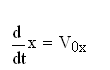 d/dt x = V₀ₓ